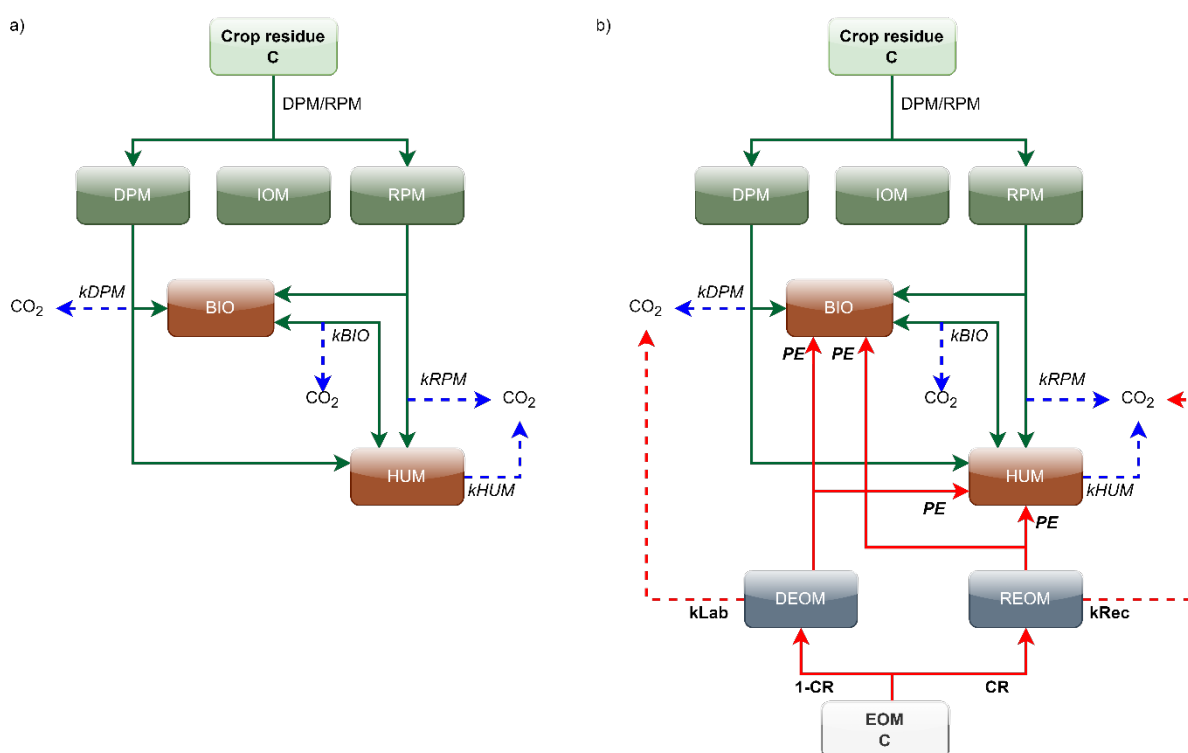 a)
Crop residue
C
DPM/RPM
DPM
IOM
RPM
kDPM
CO2
BIO
kBIO
CO2
kRPM
CO2
HUM
kHUM
b)
Crop residue
C
DPM/RPM
DPM
IOM
RPM
kDPM
CO2
BIO
kBIO
PE
PE
CO2
kRPM
CO2
HUM
kHUM
PE
PE
DEOM
REOM
kLab
kRec
1-CR
CR
EOM
C